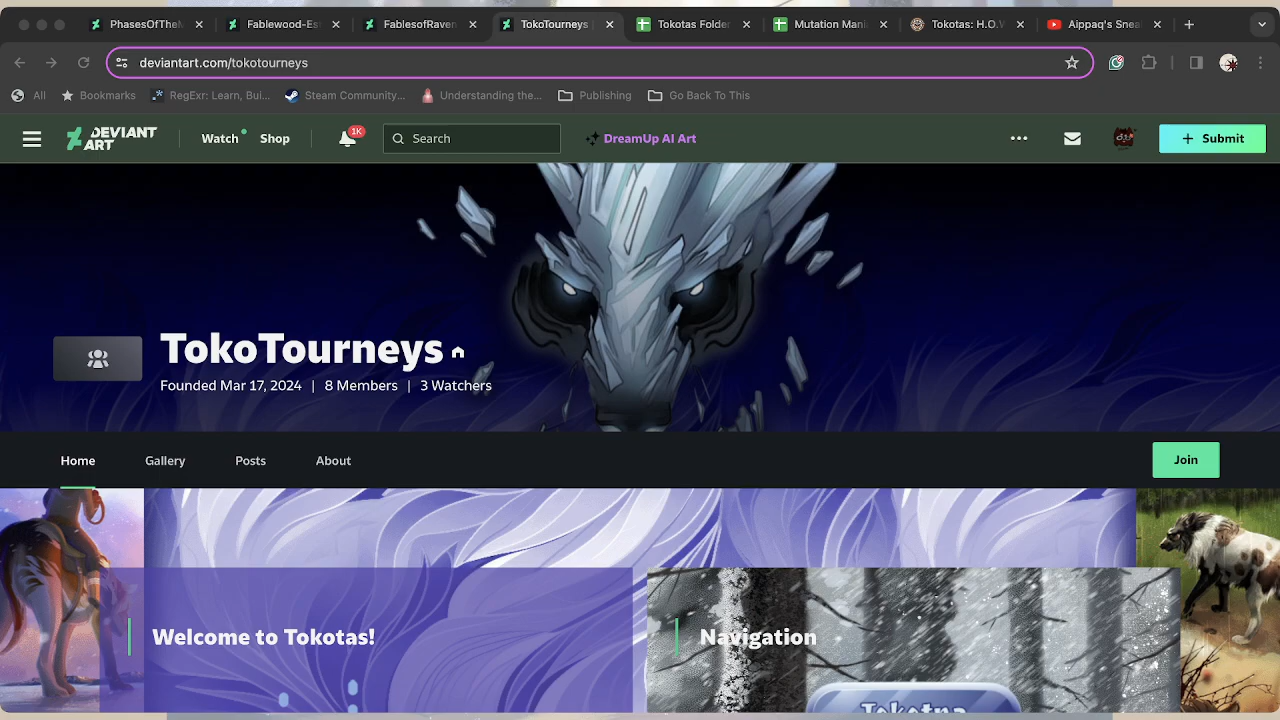 PhasesOfTheM
Fablewood-Es
FablesofRaven
TokoTourneys
Tokotas Folder
Mutation Mani
Tokotas: H.O.V
Aippaq's Snea
deviantart.com/tokotourneys
All
Bookmarks
RegExr: Learn, Bui...
Steam Community...
Understanding the...
Publishing
Go Back To This
DEVIANT
ART
Watch
Shop
1K
Search
DreamUp AI Art
Submit
TokoTourneys
Founded Mar 17, 2024 | 8 Members | 3 Watchers
Home
Gallery
Posts
About
Join
Welcome to Tokotas!
Navigation